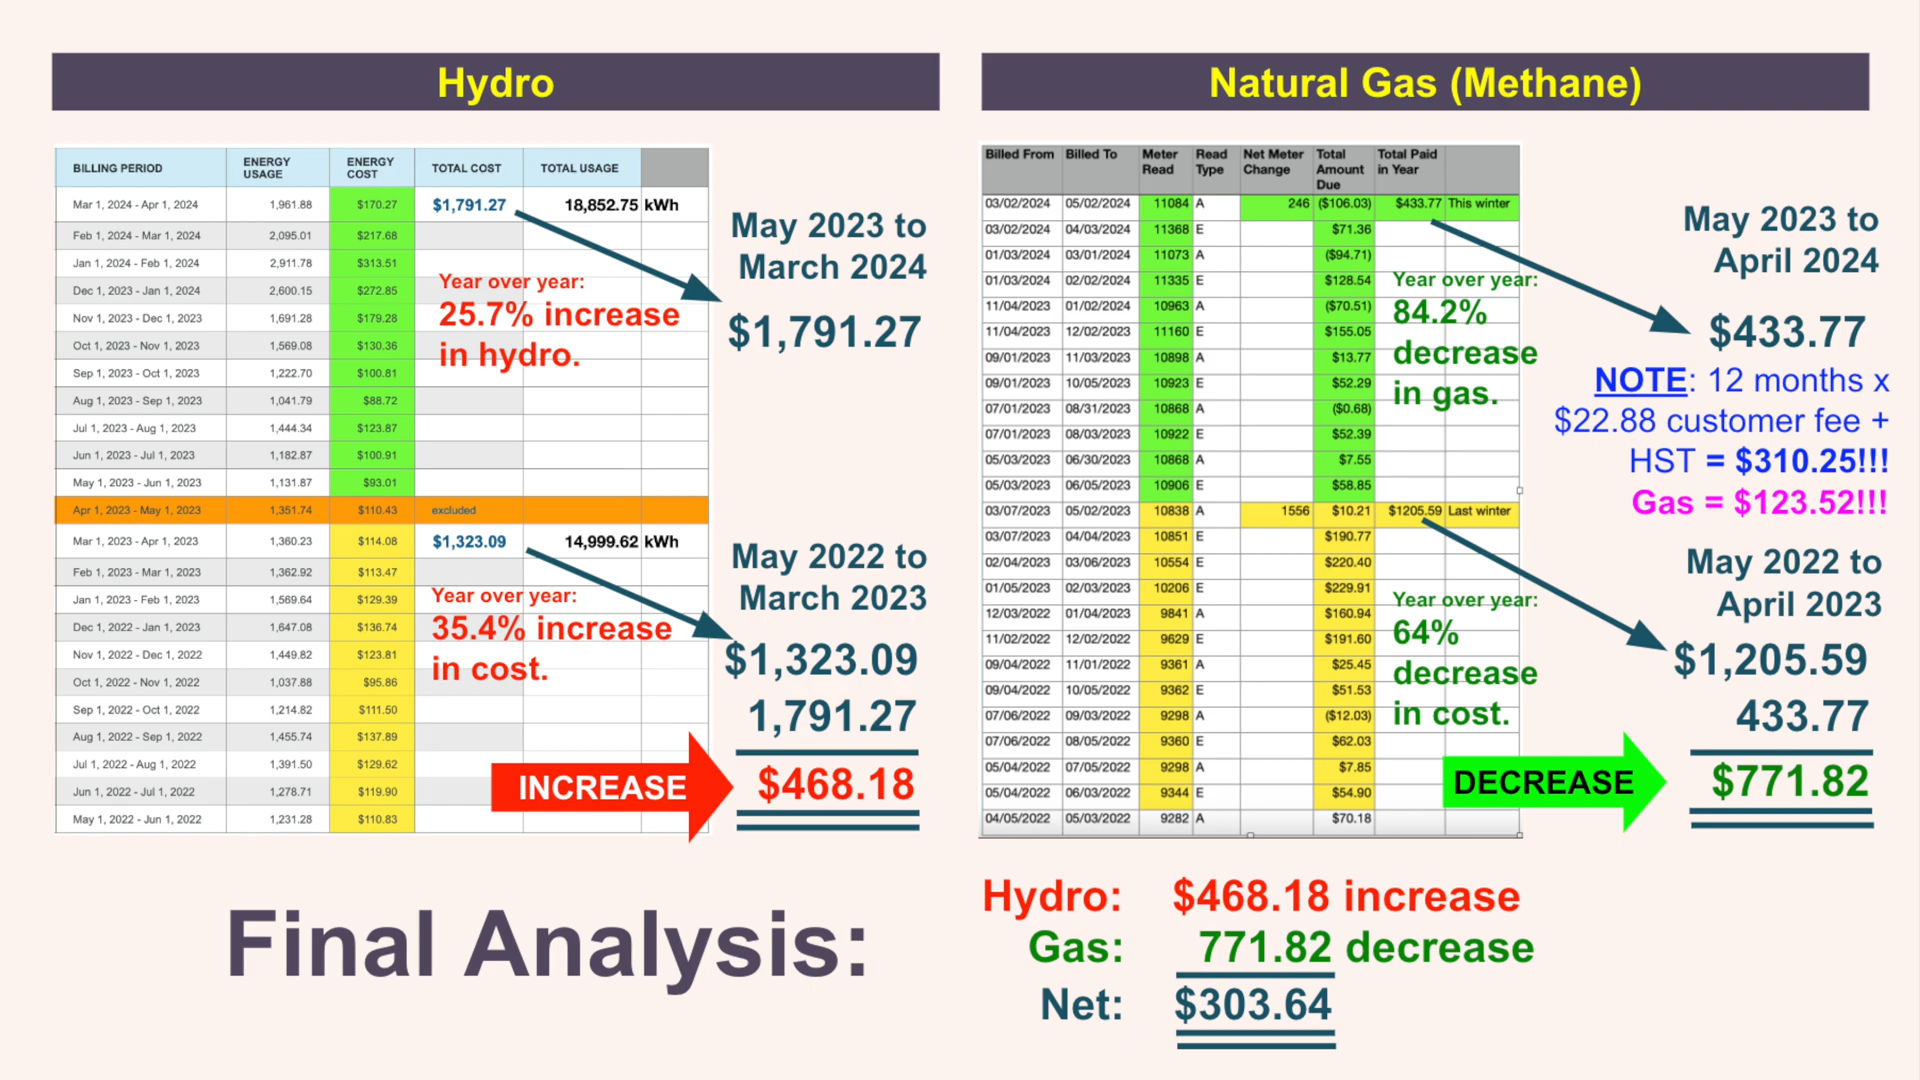 Hydro
BILLING PERIOD ENERGY USAGE ENERGY COST TOTAL COST TOTAL USAGE
Mar 1, 2024 - Apr 1, 2024 1,961.88 $170.27 $1,791.27 18,852.75 kWh
Feb 1, 2024 - Mar 1, 2024 2,095.01 $217.68
Jan 1, 2024 - Feb 1, 2024 2,911.78 $313.51
Dec 1, 2023 - Jan 1, 2024 2,600.15 $272.85
Nov 1, 2023 - Dec 1, 2023 1,691.28 $179.28
Oct 1, 2023 - Nov 1, 2023 1,569.08 $130.36
Sep 1, 2023 - Oct 1, 2023 1,222.70 $100.81
Aug 1, 2023 - Sep 1, 2023 1,041.79 $88.72
Jul 1, 2023 - Aug 1, 2023 1,444.34 $123.87
Jun 1, 2023 - Jul 1, 2023 1,182.87 $100.91
May 1, 2023 - Jun 1, 2023 1,131.87 $93.01
Apr 1, 2023 - May 1, 2023 1,351.74 $110.43 excluded
Mar 1, 2023 - Apr 1, 2023 1,360.23 $114.08 $1,323.09 14,999.62 kWh
Feb 1, 2023 - Mar 1, 2023 1,362.92 $113.47
Jan 1, 2023 - Feb 1, 2023 1,569.64 $129.39
Dec 1, 2022 - Jan 1, 2023 1,647.08 $136.74
Nov 1, 2022 - Dec 1, 2022 1,449.82 $123.81
Oct 1, 2022 - Nov 1, 2022 1,037.88 $95.86
Sep 1, 2022 - Oct 1, 2022 1,214.82 $111.50
Aug 1, 2022 - Sep 1, 2022 1,455.74 $137.89
Jul 1, 2022 - Aug 1, 2022 1,391.50 $129.62
Jun 1, 2022 - Jul 1, 2022 1,278.71 $119.90
May 1, 2022 - Jun 1, 2022 1,231.28 $110.83
Year over year:
25.7% increase
in hydro.
Year over year:
35.4% increase
in cost.
May 2023 to
March 2024
$1,791.27
May 2022 to
March 2023
$1,323.09
1,791.27
INCREASE
$468.18
Natural Gas (Methane)
Billed From Billed To Meter Read Read Type Net Meter Change Total Amount Due Total Paid in Year
03/02/2024 05/02/2024 11084 A 246 ($106.03) $433.77 This winter
03/02/2024 04/03/2024 11368 E $71.36
01/03/2024 03/01/2024 11073 A ($94.71)
01/03/2024 02/02/2024 11335 E $128.54
11/04/2023 01/02/2024 10963 A ($70.51)
11/04/2023 12/02/2023 11160 E $155.05
09/01/2023 11/03/2023 10898 A $13.77
09/01/2023 10/05/2023 10923 E $52.29
07/01/2023 08/31/2023 10868 A ($0.68)
07/01/2023 08/03/2023 10922 E $52.39
05/03/2023 06/30/2023 10868 A $7.55
05/03/2023 06/05/2023 10906 E $58.85
03/07/2023 05/02/2023 10838 A 1556 $10.21 $1205.59 Last winter
03/07/2023 04/04/2023 10851 E $190.77
02/04/2023 03/06/2023 10554 E $220.40
01/05/2023 02/03/2023 10206 E $229.91
12/03/2022 01/04/2023 9841 A $160.94
11/02/2022 12/02/2022 9629 E $191.60
09/04/2022 11/01/2022 9361 A $25.45
09/04/2022 10/05/2022 9362 E $51.53
07/06/2022 09/03/2022 9298 A ($12.03)
07/06/2022 08/05/2022 9360 E $62.03
05/04/2022 07/05/2022 9298 A $7.85
05/04/2022 06/03/2022 9344 E $54.90
04/05/2022 05/03/2022 9282 A $70.18
Year over year:
84.2%
decrease
in gas.
Year over year:
64%
decrease
in cost.
May 2023 to
April 2024
$433.77
NOTE: 12 months x
$22.88 customer fee +
HST = $310.25!!!
Gas = $123.52!!!
May 2022 to
April 2023
$1,205.59
433.77
DECREASE
$771.82
Final Analysis:
Hydro: $468.18 increase
Gas: 771.82 decrease
Net: $303.64